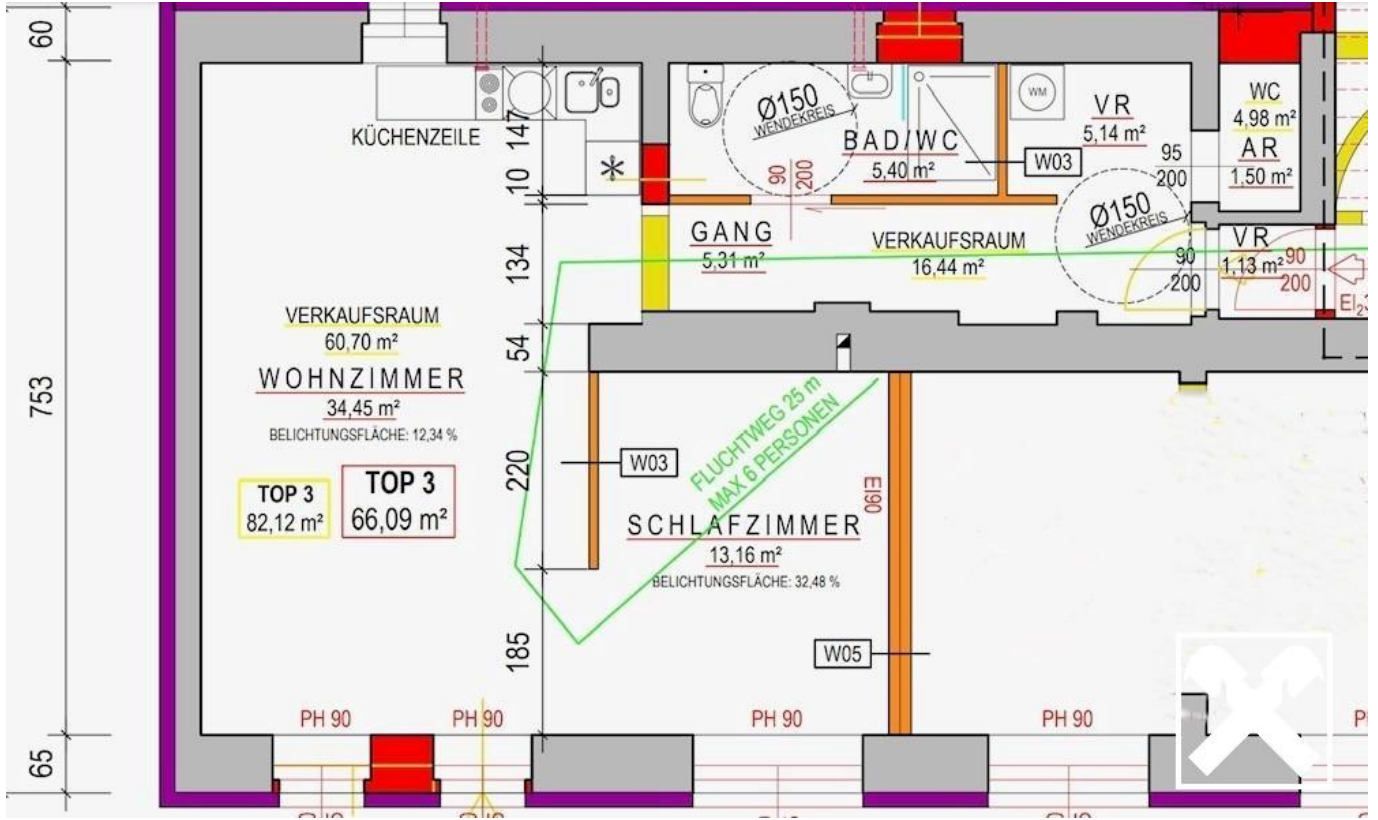 60
753
65
KÜCHENZEILE
147
10
134
54
220
185
Ø150
WENDEKREIS
BAD/WC
5,40 m²
W03
90
200
VR
5,14 m²
WM
95
200
WC
4,98 m²
AR
1,50 m²
GANG
5,31 m²
VERKAUFSRAUM
16,44 m²
Ø150
WENDEKREIS
90
200
VR
1,13 m²
90
200
VERKAUFSRAUM
60,70 m²
WOHNZIMMER
34,45 m²
BELICHTUNGSFLÄCHE: 12,34 %
TOP 3
82,12 m²
TOP 3
66,09 m²
W03
FLUCHTWEG 25 m
MAX 6 PERSONEN
EI90
SCHLAFZIMMER
13,16 m²
BELICHTUNGSFLÄCHE: 32,48 %
W05
PH 90
PH 90
PH 90
PH 90